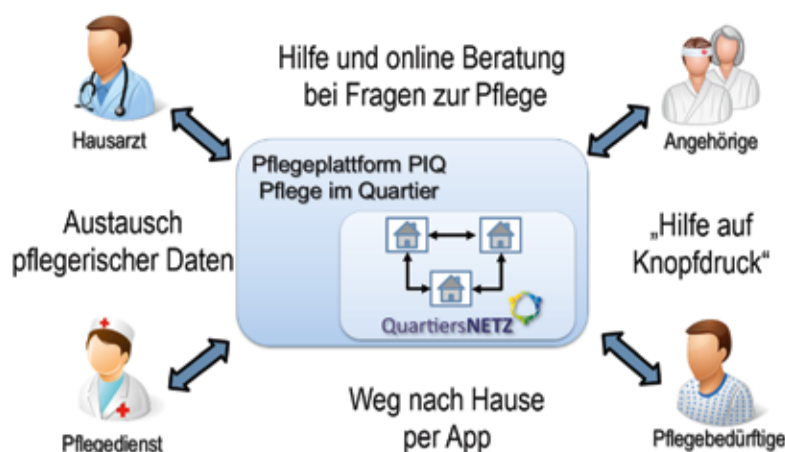 Hilfe und online Beratung
bei Fragen zur Pflege
Hausarzt
Angehörige
Pflegeplattform PIQ
Pflege im Quartier
Austausch
pflegerischer Daten
„Hilfe auf
Knopfdruck“
QuartiersNETZ
Weg nach Hause
per App
Pflegedienst
Pflegebedürftige